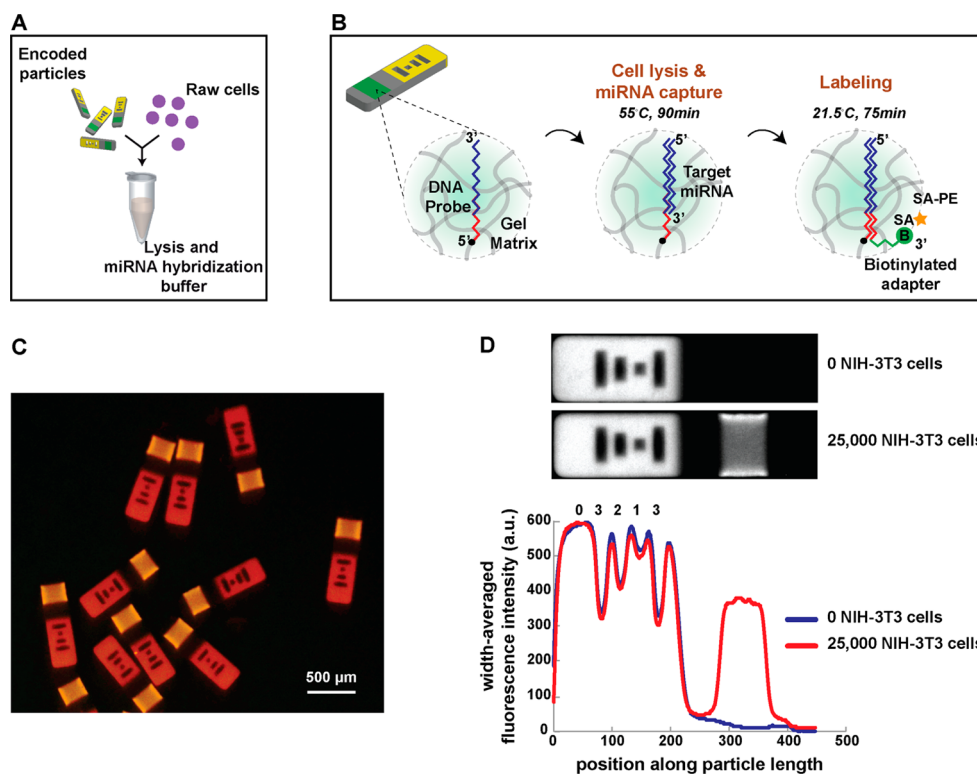 A
Encoded
particles
Raw cells
Lysis and
miRNA hybridization
buffer
B
Cell lysis &
miRNA capture
55˚C, 90min
Labeling
21.5˚C, 75min
3'
DNA
Probe
Gel
Matrix
5'
5'
Target
miRNA
3'
5'
SA-PE
SA
B
3'
Biotinylated
adapter
C
500 µm
D
0 NIH-3T3 cells
25,000 NIH-3T3 cells
0 3 2 1 3
width-averaged
fluorescence intensity (a.u.)
600
500
400
300
200
100
0
0 100 200 300 400 500
position along particle length
0 NIH-3T3 cells
25,000 NIH-3T3 cells